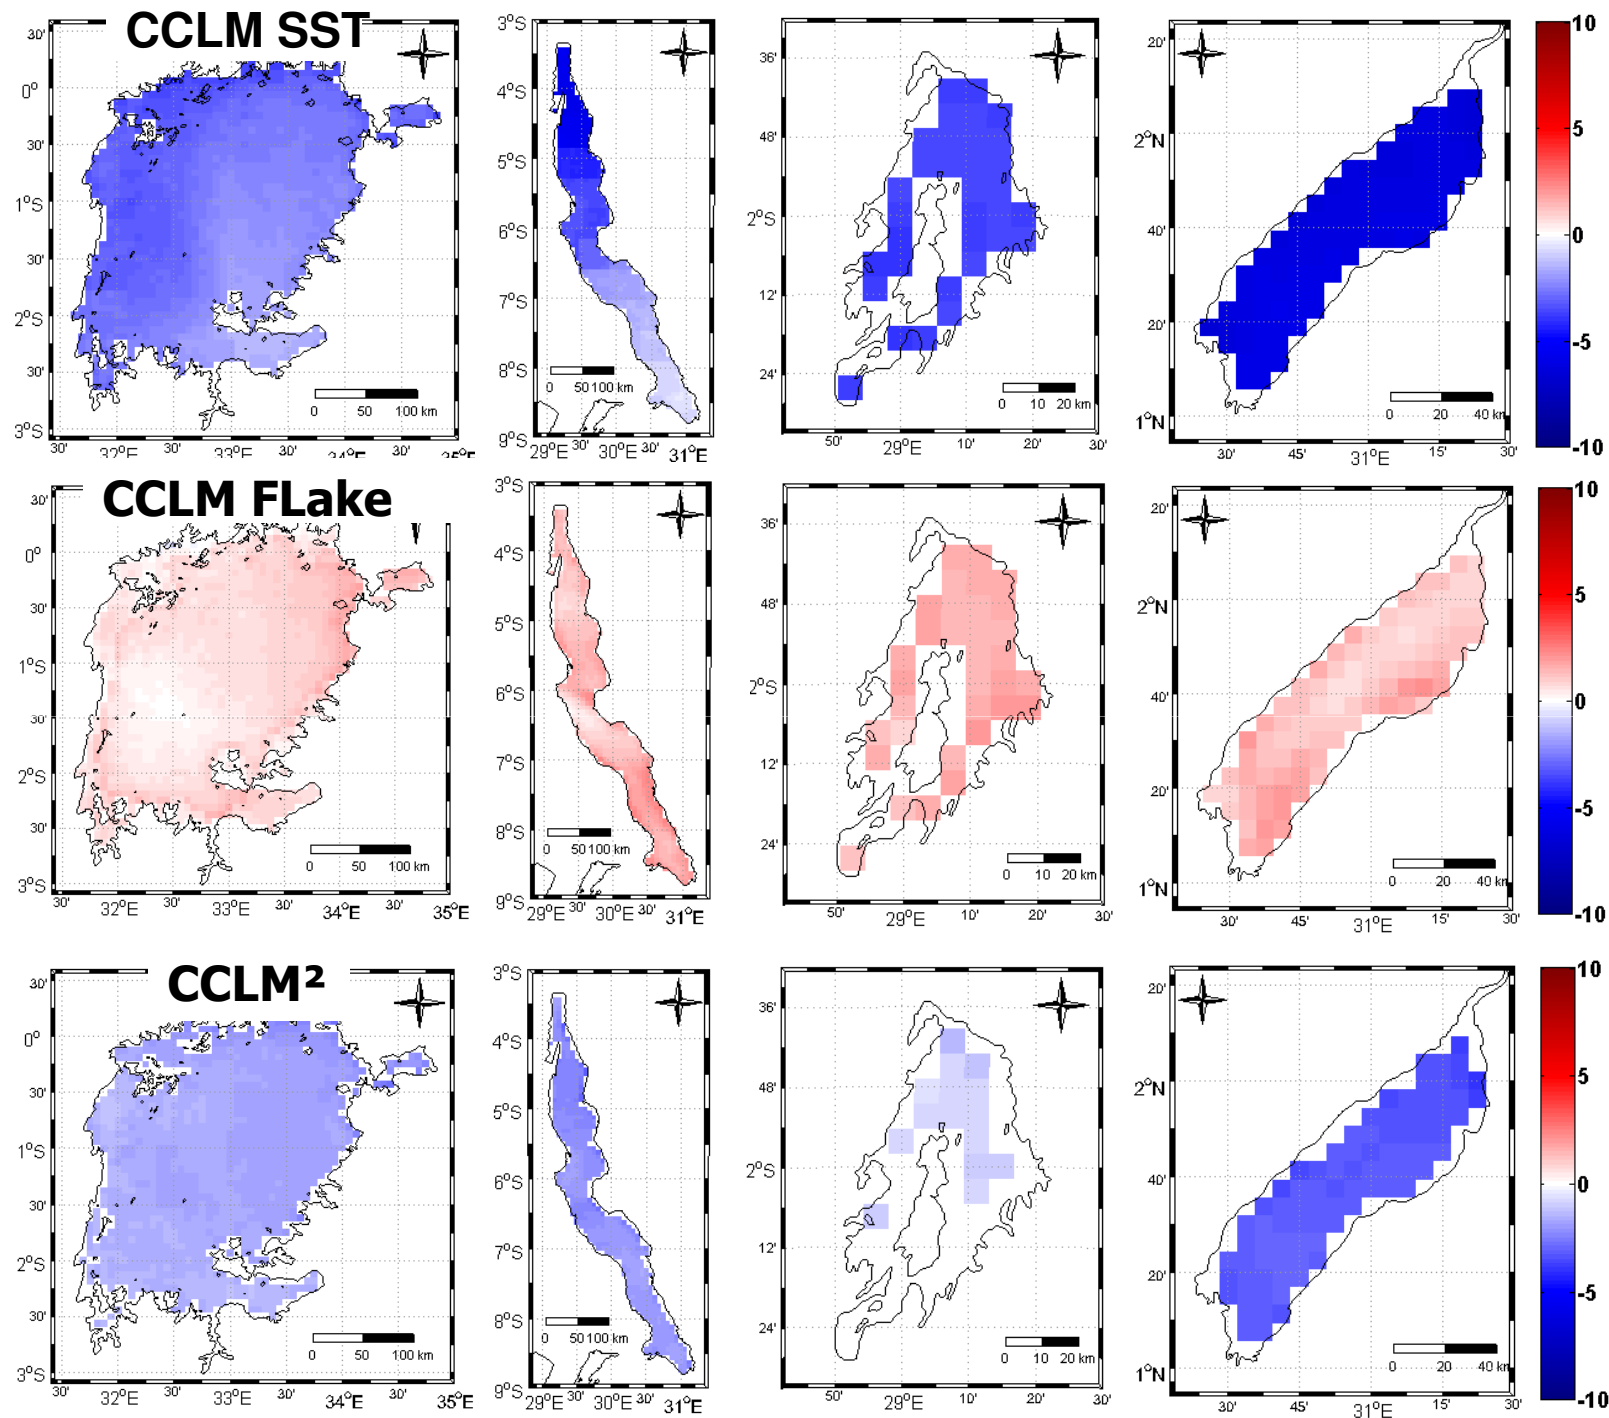 CCLM SST
30'
0°
30'
1°S
30'
2°S
30'
3°S
0 50 100 km
30' 32°E 30' 33°E 30' 34°E 35°E
3°S
4°S
5°S
6°S
7°S
8°S
9°S
0 50 100 km
29°E 30' 30°E 30' 31°E
36'
48'
2°S
12'
24'
0 10 20 km
50' 29°E 10' 20' 30'
20'
2°N
40'
20'
1°N
0 20 40 km
30' 45' 31°E 15' 30'
10
5
0
-5
-10
CCLM FLake
30'
0°
30'
1°S
30'
2°S
30'
3°S
0 50 100 km
30' 32°E 30' 33°E 30' 34°E 30' 35°E
3°S
4°S
5°S
6°S
7°S
8°S
9°S
0 50 100 km
29°E 30' 30°E 30' 31°E
36'
48'
2°S
12'
24'
0 10 20 km
50' 29°E 10' 20' 30'
20'
2°N
40'
20'
1°N
0 20 40 km
30' 45' 31°E 15' 30'
10
5
0
-5
-10
CCLM²
30'
0°
30'
1°S
30'
2°S
30'
3°S
0 50 100 km
30' 32°E 30' 33°E 30' 34°E 30' 35°E
3°S
4°S
5°S
6°S
7°S
8°S
9°S
0 50 100 km
29°E 30' 30°E 30' 31°E
36'
48'
2°S
12'
24'
0 10 20 km
50' 29°E 10' 20' 30'
20'
2°N
40'
20'
1°N
0 20 40 km
30' 45' 31°E 15' 30'
10
5
0
-5
-10